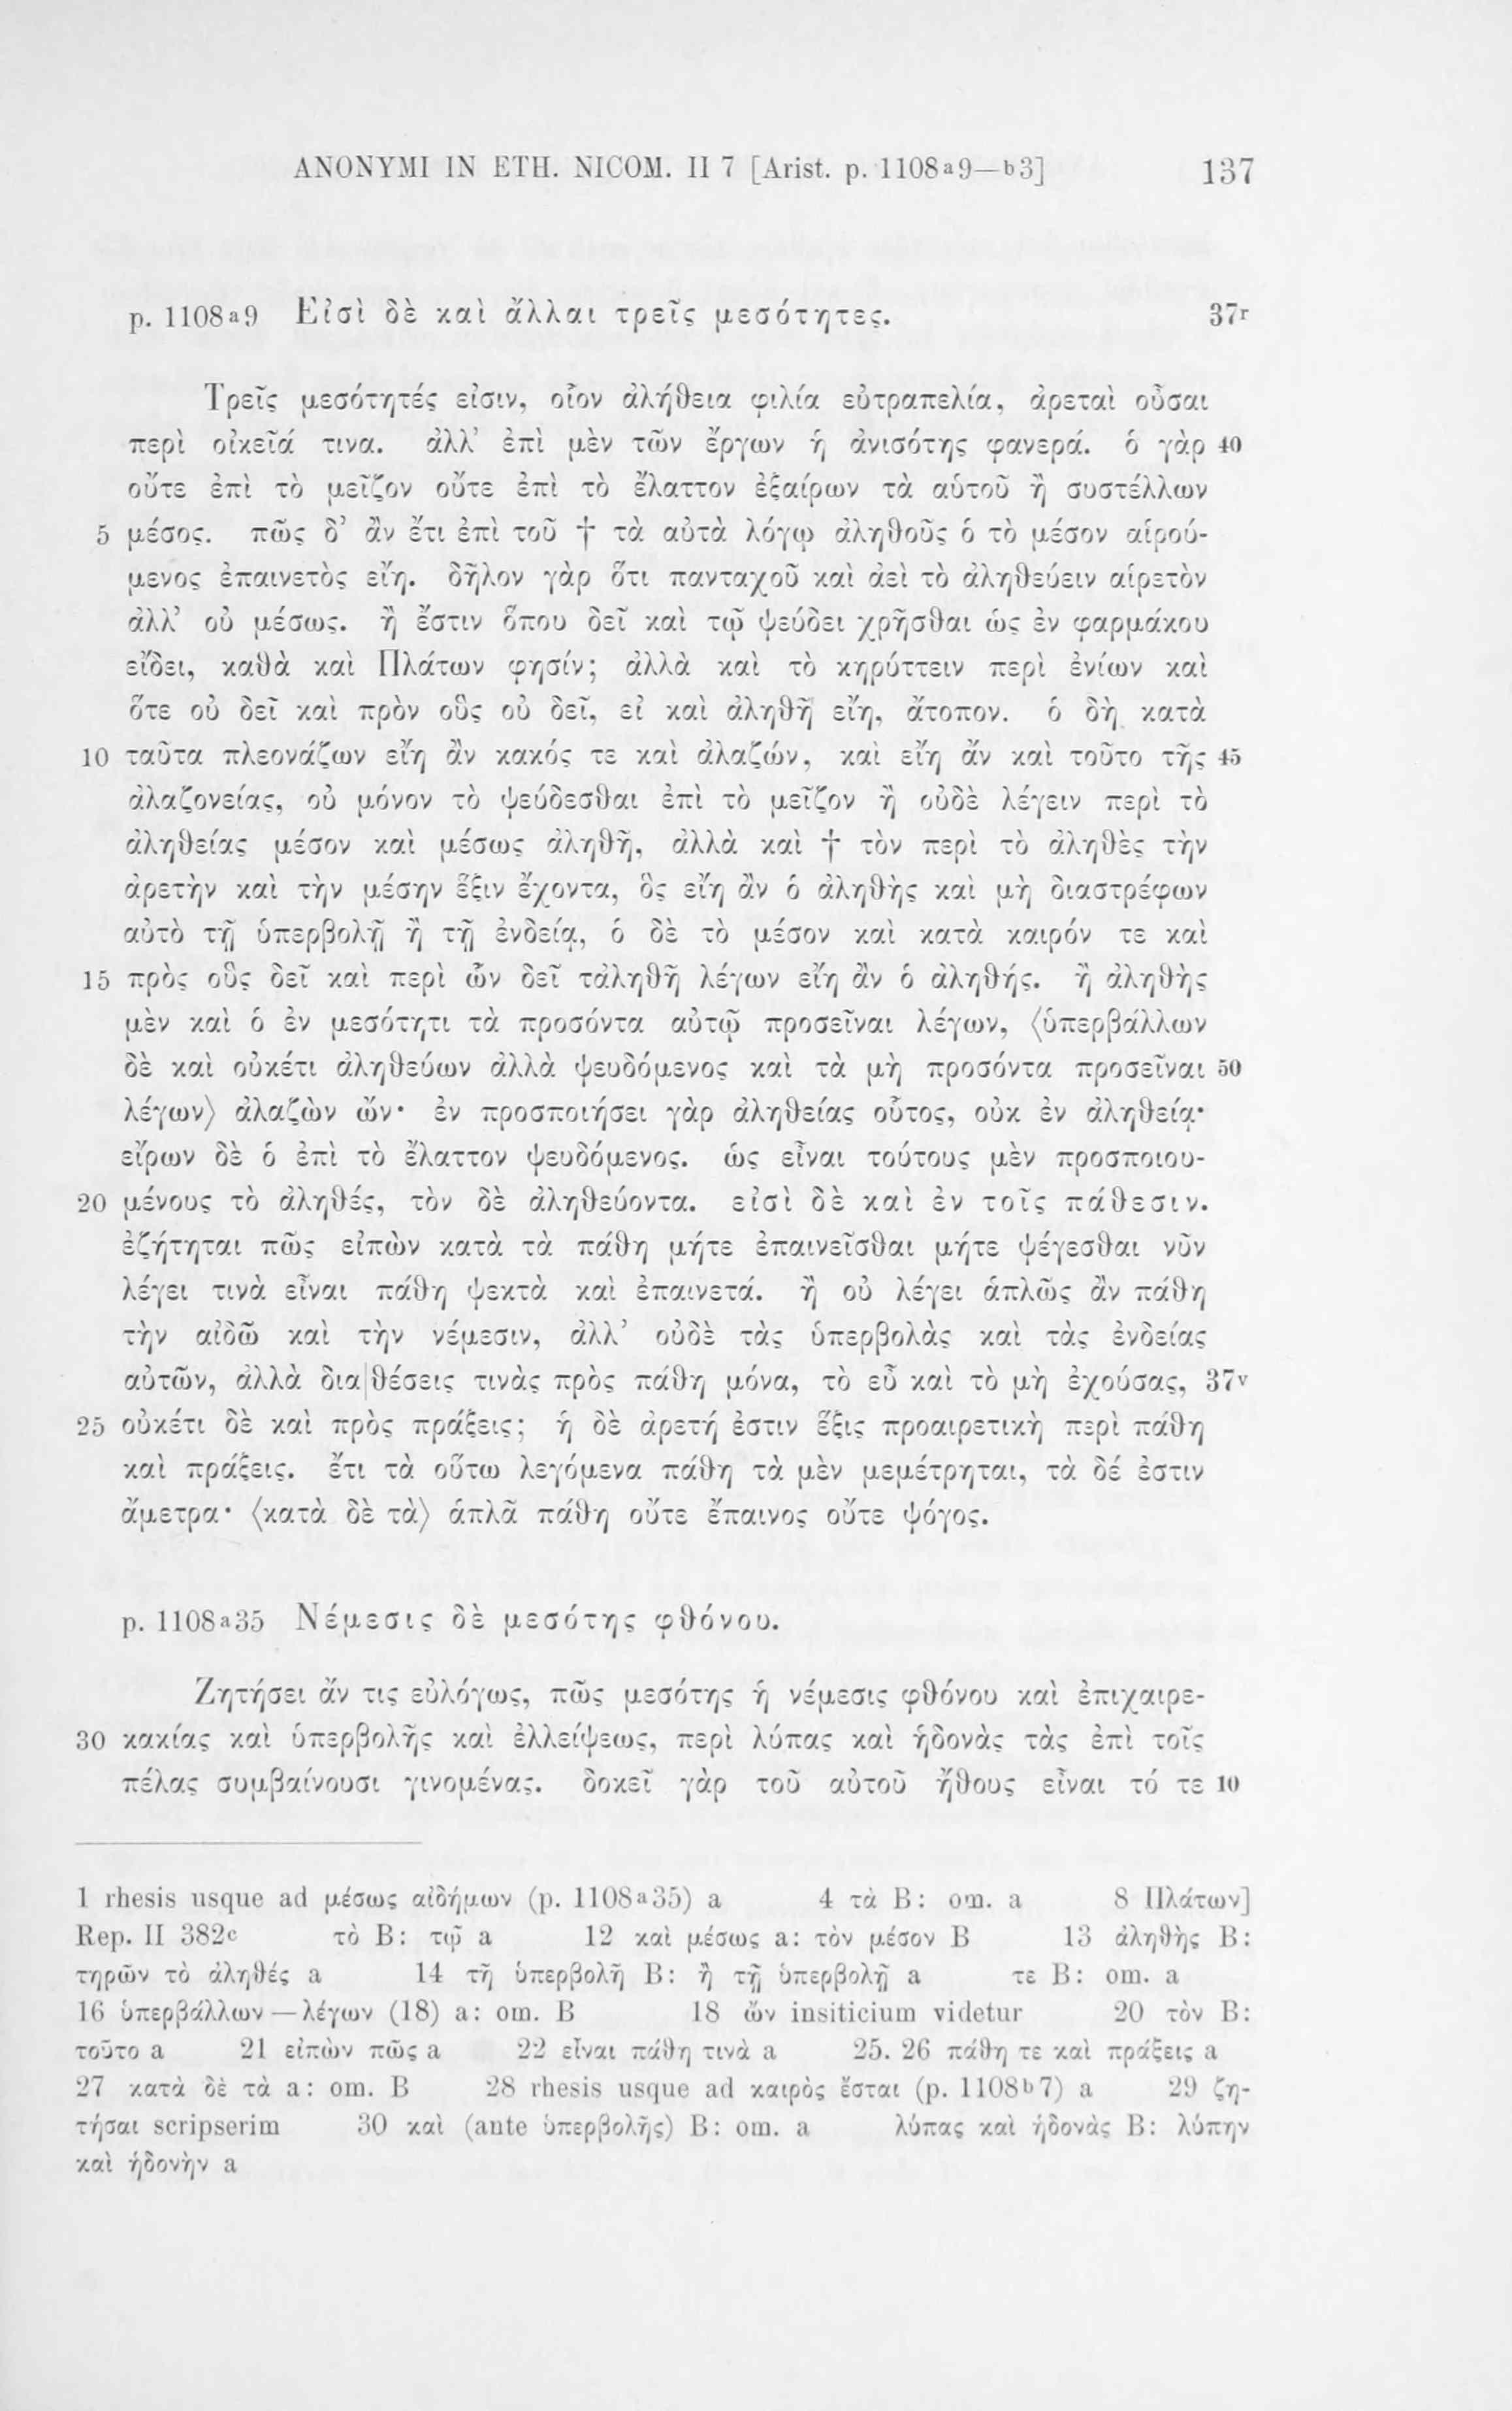 ANONYMI IN ETH. NICOM. II 7 [Arist. p. 1108a9—b3] 137
p. 1108a9 Εἰσὶ δὲ καὶ ἄλλαι τρεῖς μεσότητες. 37r
Τρεῖς μεσότητές εἰσιν, οἷον ἀλήθεια φιλία εὐτραπελία, ἀρεταὶ οὖσαι
περὶ οἰκεῖά τινα. ἀλλ’ ἐπὶ μὲν τῶν ἔργων ἡ ἀνισότης φανερά. ὁ γὰρ 40
οὔτε ἐπὶ τὸ μεῖζον οὔτε ἐπὶ τὸ ἔλαττον ἐξαίρων τὰ αὑτοῦ ἢ συστέλλων
5 μέσος. πῶς δ’ ἂν ἔτι ἐπὶ τοῦ † τὰ αὐτὰ λόγῳ ἀληθοῦς ὁ τὸ μέσον αἱρού-
μενος ἐπαινετὸς εἴη. δῆλον γὰρ ὅτι πανταχοῦ καὶ ἀεὶ τὸ ἀληθεύειν αἱρετὸν
ἀλλ’ οὐ μέσως. ἢ ἔστιν ὅπου δεῖ καὶ τῷ ψεύδει χρῆσθαι ὡς ἐν φαρμάκου
εἴδει, καθὰ καὶ Πλάτων φησίν; ἀλλὰ καὶ τὸ κηρύττειν περὶ ἐνίων καὶ
ὅτε οὐ δεῖ καὶ πρὸν οὓς οὐ δεῖ, εἰ καὶ ἀληθῆ εἴη, ἄτοπον. ὁ δὴ κατὰ
10 ταῦτα πλεονάζων εἴη ἂν κακός τε καὶ ἀλαζών, καὶ εἴη ἄν καὶ τοῦτο τῆς 45
ἀλαζονείας, οὐ μόνον τὸ ψεύδεσθαι ἐπὶ τὸ μεῖζον ἢ οὐδὲ λέγειν περὶ τὸ
ἀληθείας μέσον καὶ μέσως ἀληθῆ, ἀλλὰ καὶ † τὸν περὶ τὸ ἀληθὲς τὴν
ἀρετὴν καὶ τὴν μέσην ἕξιν ἔχοντα, ὃς εἴη ἂν ὁ ἀληθὴς καὶ μὴ διαστρέφων
αὐτὸ τῇ ὑπερβολῇ ἢ τῇ ἐνδείᾳ, ὁ δὲ τὸ μέσον καὶ κατὰ καιρόν τε καὶ
15 πρὸς οὓς δεῖ καὶ περὶ ὧν δεῖ τἀληθῆ λέγων εἴη ἂν ὁ ἀληθής. ἢ ἀληθὴς
μὲν καὶ ὁ ἐν μεσότητι τὰ προσόντα αὐτῷ προσεῖναι λέγων, ⟨ὑπερβάλλων
δὲ καὶ οὐκέτι ἀληθεύων ἀλλὰ ψευδόμενος καὶ τὰ μὴ προσόντα προσεῖναι 50
λέγων⟩ ἀλαζὼν ὤν· ἐν προσποιήσει γὰρ ἀληθείας οὗτος, οὐκ ἐν ἀληθείᾳ·
εἴρων δὲ ὁ ἐπὶ τὸ ἔλαττον ψευδόμενος. ὡς εἶναι τούτους μὲν προσποιου-
20 μένους τὸ ἀληθές, τὸν δὲ ἀληθεύοντα. εἰσὶ δὲ καὶ ἐν τοῖς πάθεσιν.
ἐζήτηται πῶς εἰπὼν κατὰ τὰ πάθη μήτε ἐπαινεῖσθαι μήτε ψέγεσθαι νῦν
λέγει τινὰ εἶναι πάθη ψεκτὰ καὶ ἐπαινετά. ἢ οὐ λέγει ἁπλῶς ἂν πάθη
τὴν αἰδῶ καὶ τὴν νέμεσιν, ἀλλ’ οὐδὲ τὰς ὑπερβολὰς καὶ τὰς ἐνδείας
αὐτῶν, ἀλλὰ δια|θέσεις τινὰς πρὸς πάθη μόνα, τὸ εὖ καὶ τὸ μὴ ἐχούσας, 37v
25 οὐκέτι δὲ καὶ πρὸς πράξεις; ἡ δὲ ἀρετή ἐστιν ἕξις προαιρετικὴ περὶ πάθη
καὶ πράξεις. ἔτι τὰ οὕτω λεγόμενα πάθη τὰ μὲν μεμέτρηται, τὰ δέ ἐστιν
ἄμετρα· ⟨κατὰ δὲ τὰ⟩ ἁπλᾶ πάθη οὔτε ἔπαινος οὔτε ψόγος.
p. 1108a35 Νέμεσις δὲ μεσότης φθόνου.
Ζητήσει ἄν τις εὐλόγως, πῶς μεσότης ἡ νέμεσις φθόνου καὶ ἐπιχαιρε-
30 κακίας καὶ ὑπερβολῆς καὶ ἐλλείψεως, περὶ λύπας καὶ ἡδονὰς τὰς ἐπὶ τοῖς
πέλας συμβαίνουσι γινομένας. δοκεῖ γὰρ τοῦ αὐτοῦ ἤθους εἶναι τό τε 10
1 rhesis usque ad μέσως αἰδήμων (p. 1108a35) a 4 τὰ B: om. a 8 Πλάτων]
Rep. II 382c τὸ B: τῷ a 12 καὶ μέσως a: τὸν μέσον B 13 ἀληθὴς B:
τηρῶν τὸ ἀληθές a 14 τῆ ὑπερβολῆ B: ἢ τῇ ὑπερβολῇ a τε B: om. a
16 ὑπερβάλλων—λέγων (18) a: om. B 18 ὤν insiticium videtur 20 τὸν B:
τοῦτο a 21 εἰπὼν πῶς a 22 εἶναι πάθη τινὰ a 25. 26 πάθη τε καὶ πράξεις a
27 κατὰ δὲ τὰ a: om. B 28 rhesis usque ad καιρὸς ἔσται (p. 1108b7) a 29 ζη-
τήσαι scripserim 30 καὶ (ante ὑπερβολῆς) B: om. a λύπας καὶ ἡδονὰς B: λύπην
καὶ ἡδονὴν a